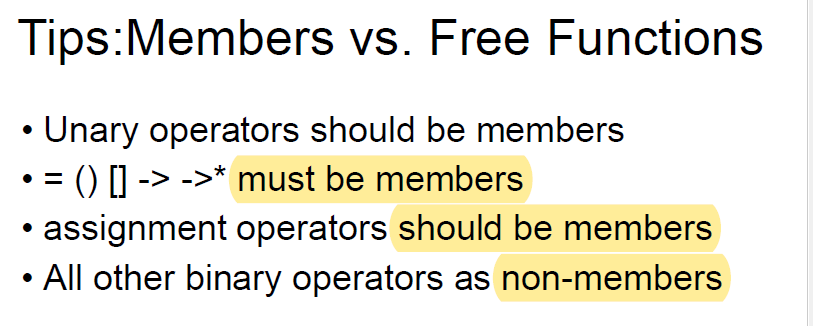 Tips:Members vs. Free Functions
• Unary operators should be members
• = () [] -> ->* must be members
• assignment operators should be members
• All other binary operators as non-members